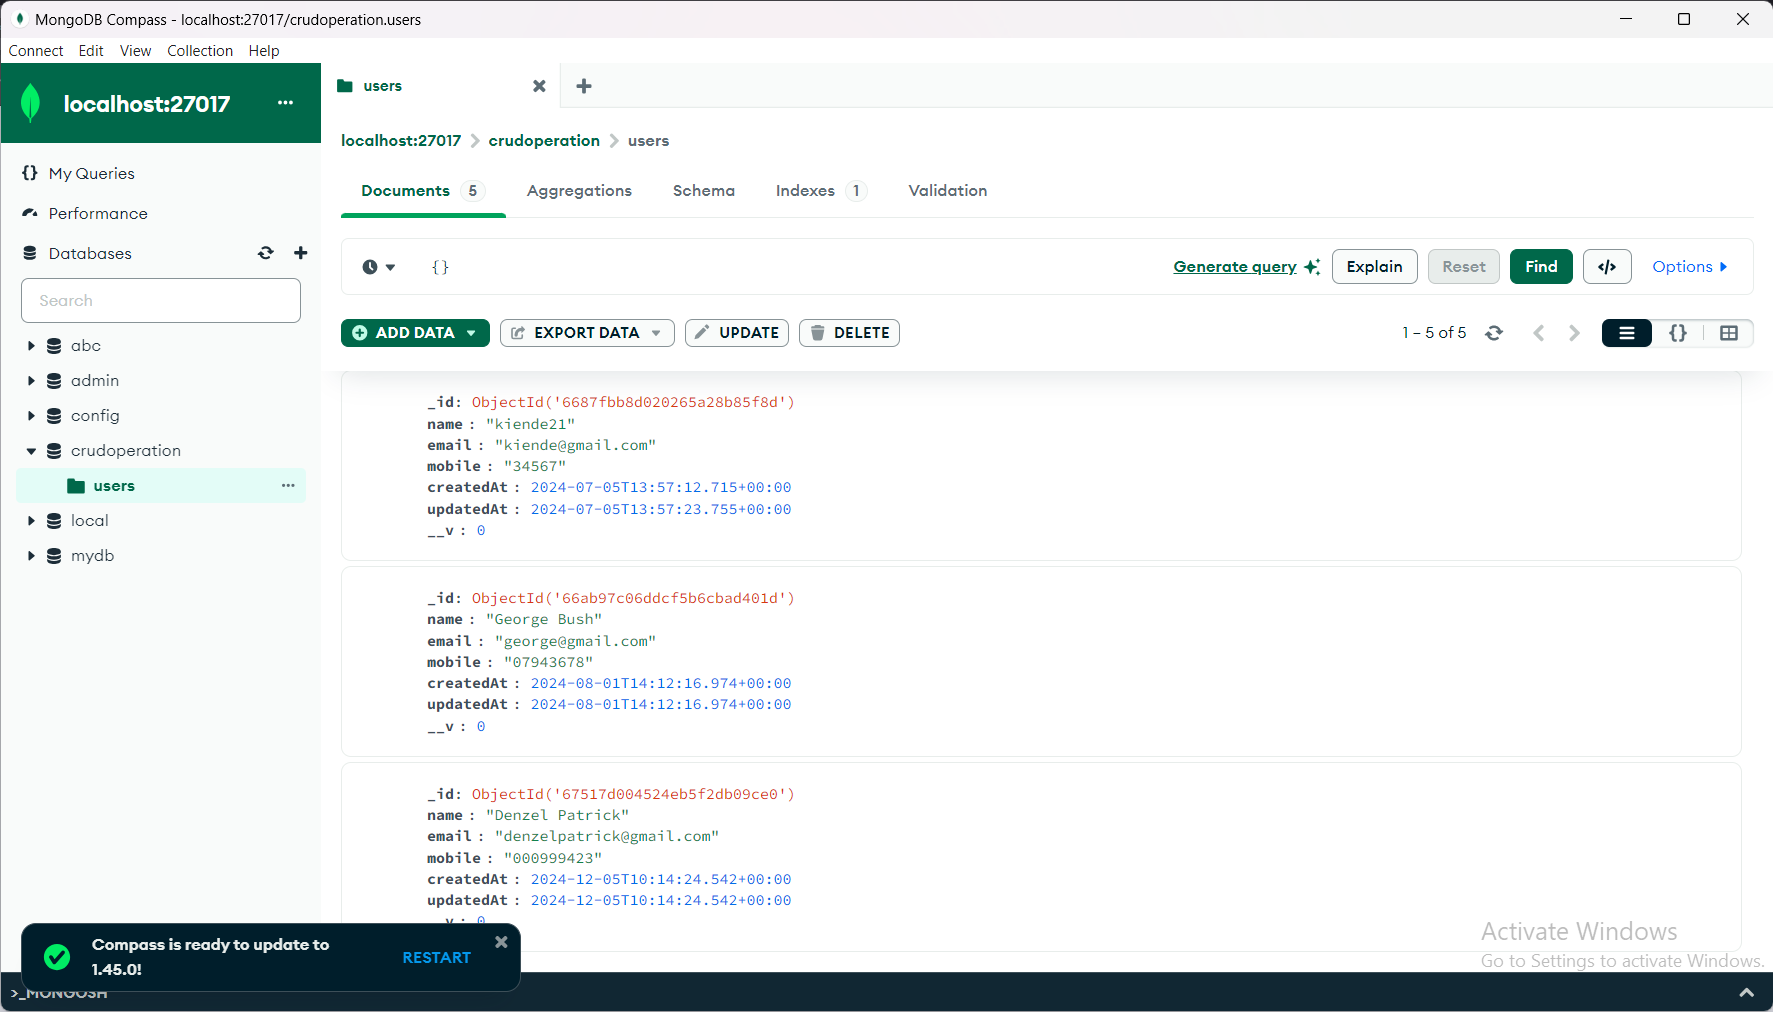 MongoDB Compass - localhost:27017/crudoperation.users
Connect Edit View Collection Help
localhost:27017 ···
My Queries
Performance
Databases
Search
abc
admin
config
crudoperation
users ···
local
mydb
users
localhost:27017 > crudoperation > users
Documents 5 Aggregations Schema Indexes 1 Validation
{} Generate query Explain Reset Find </> Options
ADD DATA EXPORT DATA UPDATE DELETE 1 – 5 of 5 {}
_id: ObjectId('6687fbb8d020265a28b85f8d')
name : "kiende21"
email : "kiende@gmail.com"
mobile : "34567"
createdAt : 2024-07-05T13:57:12.715+00:00
updatedAt : 2024-07-05T13:57:23.755+00:00
__v : 0
_id: ObjectId('66ab97c06ddcf5b6cbad401d')
name : "George Bush"
email : "george@gmail.com"
mobile : "07943678"
createdAt : 2024-08-01T14:12:16.974+00:00
updatedAt : 2024-08-01T14:12:16.974+00:00
__v : 0
_id: ObjectId('67517d004524eb5f2db09ce0')
name : "Denzel Patrick"
email : "denzelpatrick@gmail.com"
mobile : "000999423"
createdAt : 2024-12-05T10:14:24.542+00:00
updatedAt : 2024-12-05T10:14:24.542+00:00
__v : 0
Compass is ready to update to
1.45.0!
RESTART
Activate Windows
Go to Settings to activate Windows.
>_MONGOSH